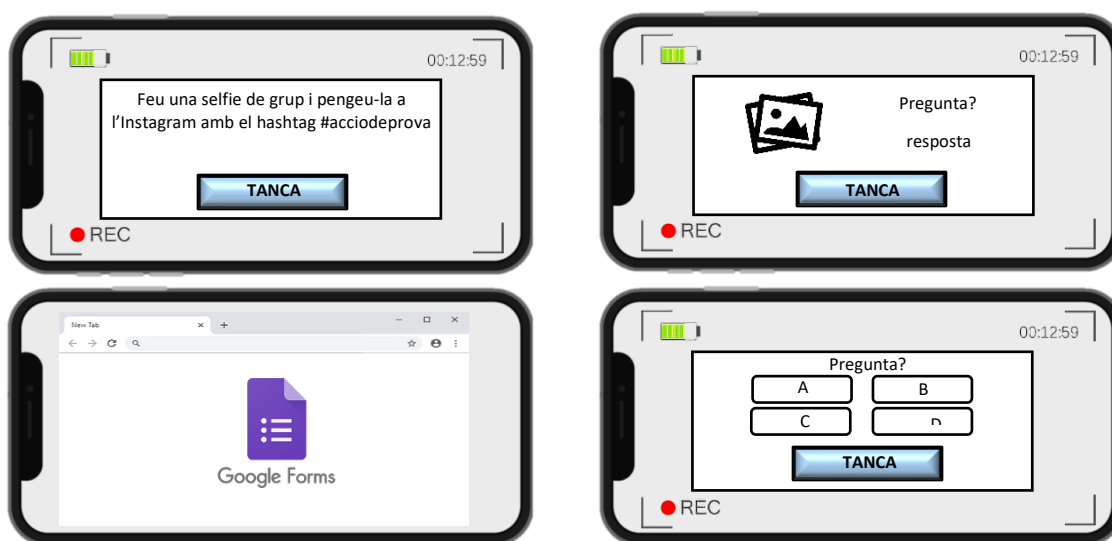 00:12:59
Feu una selfie de grup i pengeu-la a
l'Instagram amb el hashtag #acciodeprova
TANCA
REC
00:12:59
Pregunta?
resposta
TANCA
REC
New Tab
Google Forms
00:12:59
Pregunta?
A B
C D
TANCA
REC